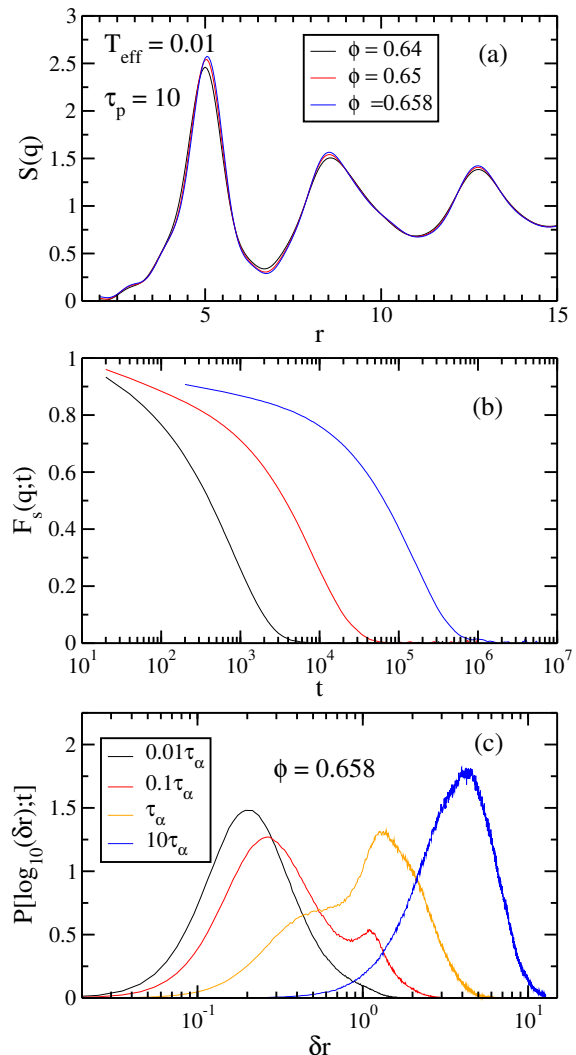 T_eff = 0.01
τ_p = 10
ϕ = 0.64
ϕ = 0.65
ϕ =0.658
(a)
S(q)
3
2.5
2
1.5
1
0.5
0
5 10 15
r
(b)
F_s(q;t)
1
0.8
0.6
0.4
0.2
0
10^1 10^2 10^3 10^4 10^5 10^6 10^7
t
(c)
ϕ = 0.658
0.01τ_α
0.1τ_α
τ_α
10τ_α
P[log_10(δr);t]
2
1.5
1
0.5
0
10^-1 10^0 10^1
δr